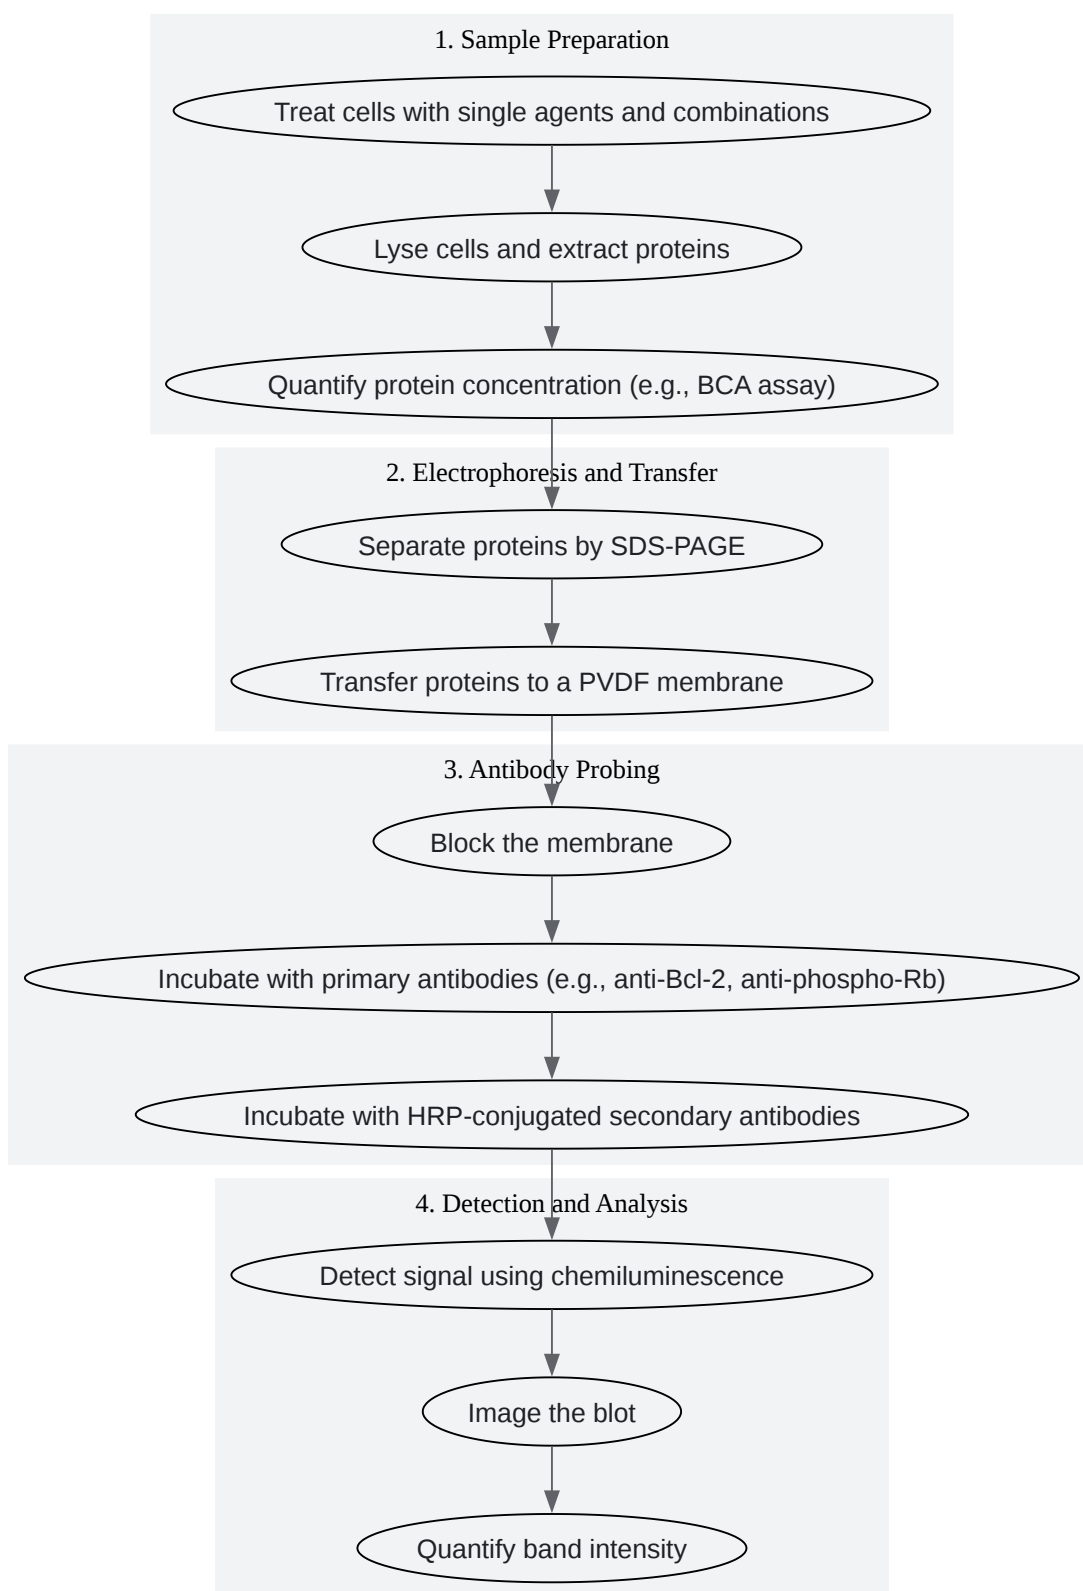 1. Sample Preparation
Treat cells with single agents and combinations
Lyse cells and extract proteins
Quantify protein concentration (e.g., BCA assay)
2. Electrophoresis and Transfer
Separate proteins by SDS-PAGE
Transfer proteins to a PVDF membrane
3. Antibody Probing
Block the membrane
Incubate with primary antibodies (e.g., anti-Bcl-2, anti-phospho-Rb)
Incubate with HRP-conjugated secondary antibodies
4. Detection and Analysis
Detect signal using chemiluminescence
Image the blot
Quantify band intensity